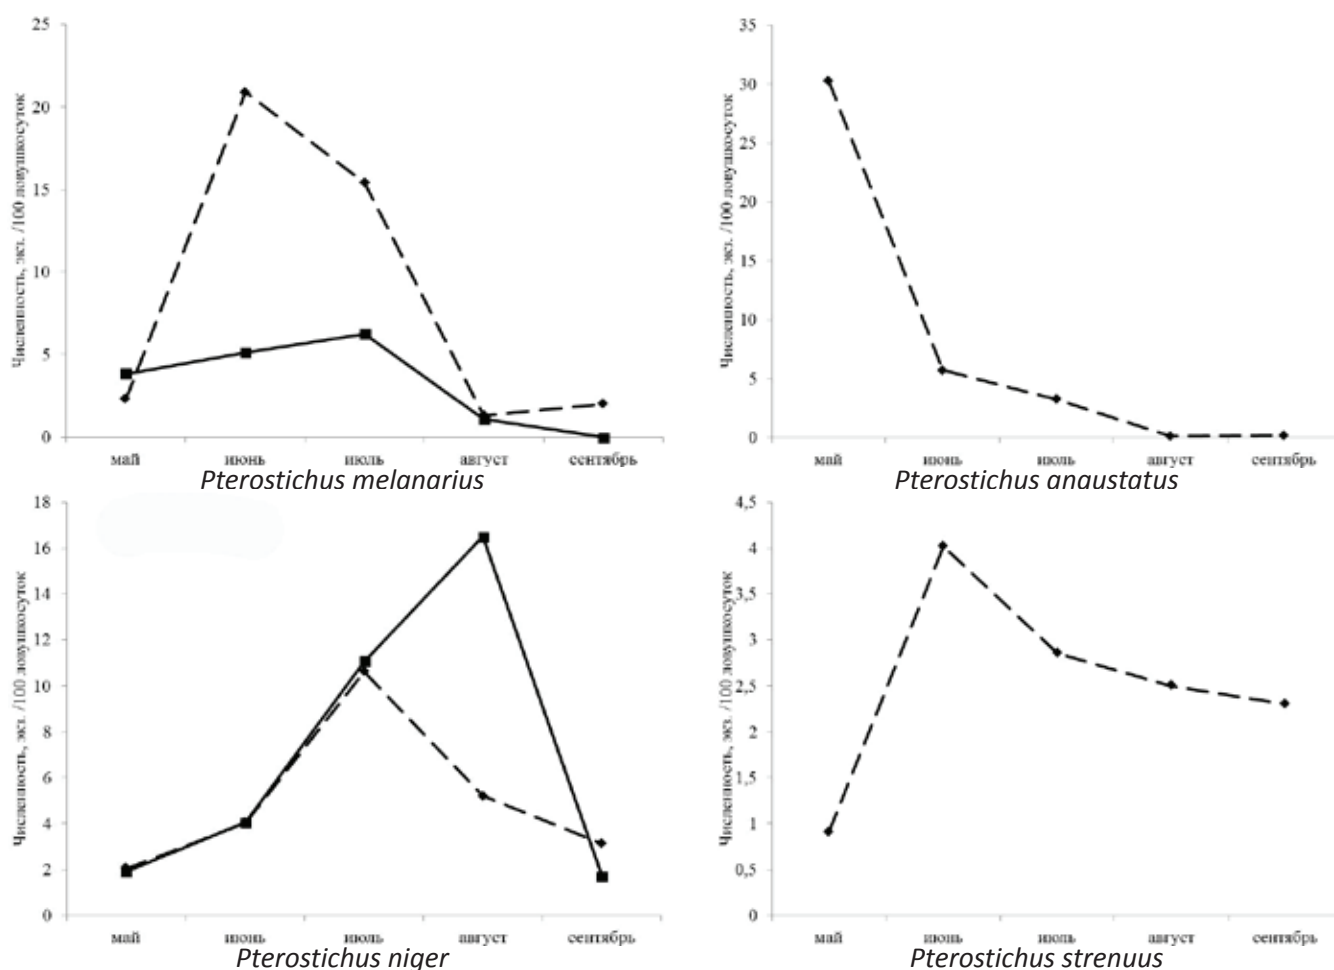 Численность, экз. /100 ловушкосуток
25
20
15
10
5
0
май июнь июль август сентябрь
Pterostichus melanarius
Численность, экз. /100 ловушкосуток
35
30
25
20
15
10
5
0
май июнь июль август сентябрь
Pterostichus anaustatus
Численность, экз. /100 ловушкосуток
18
16
14
12
10
8
6
4
2
0
май июнь июль август сентябрь
Pterostichus niger
Численность, экз. /100 ловушкосуток
4,5
4
3,5
3
2,5
2
1,5
1
0,5
0
май июнь июль август сентябрь
Pterostichus strenuus